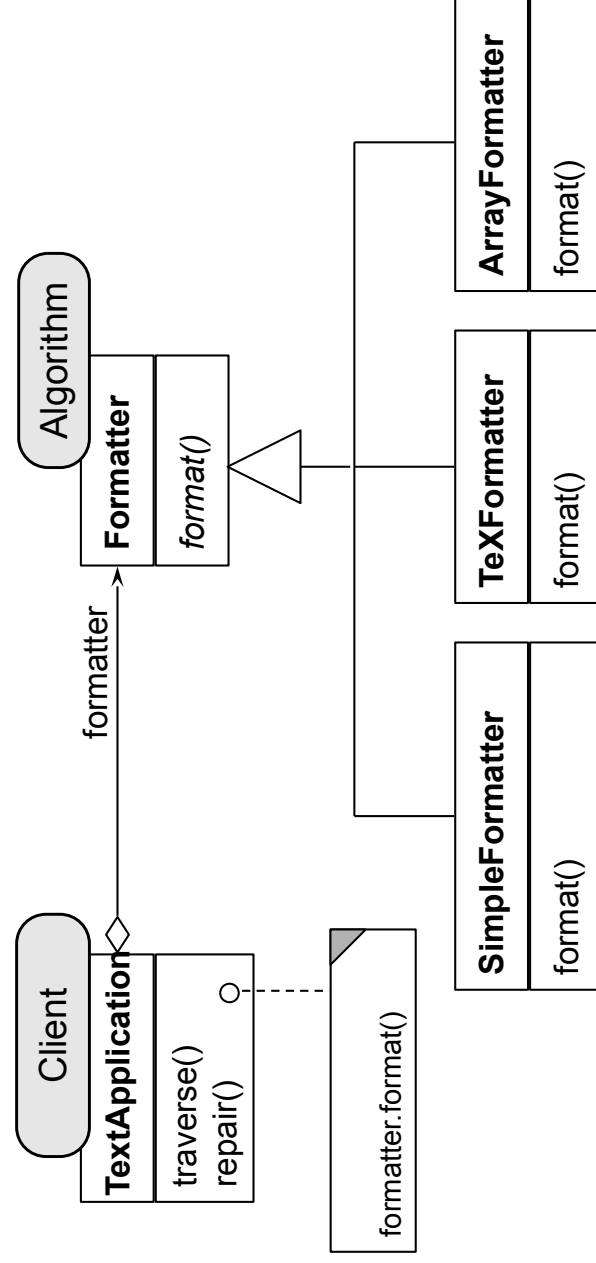 Client
TextApplication
traverse()
repair()
formatter.format()
formatter
Algorithm
Formatter
format()
SimpleFormatter
format()
TeXFormatter
format()
ArrayFormatter
format()